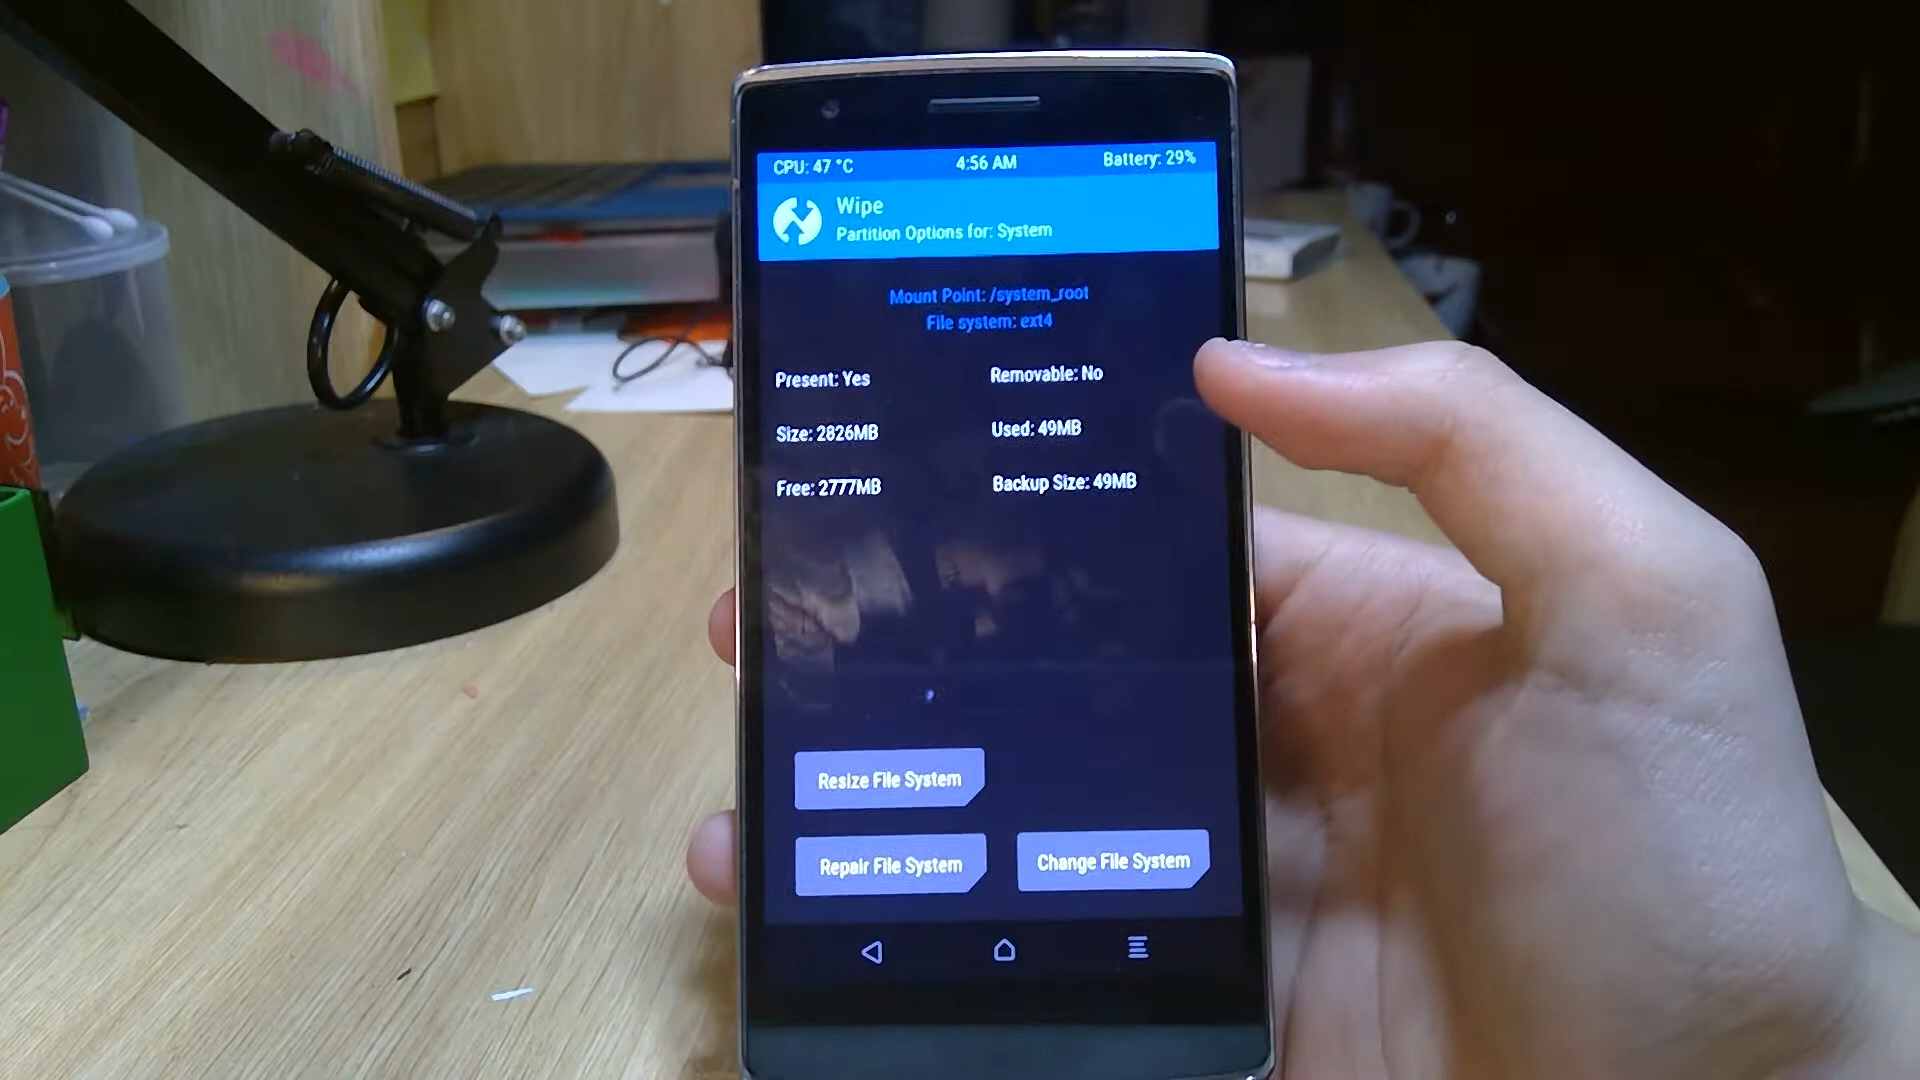 CPU: 47 °C 4:56 AM Battery: 29%
Wipe
Partition Options for: System
Mount Point: /system_root
File system: ext4
Present: Yes Removable: No
Size: 2826MB Used: 49MB
Free: 2777MB Backup Size: 49MB
Resize File System
Repair File System Change File System